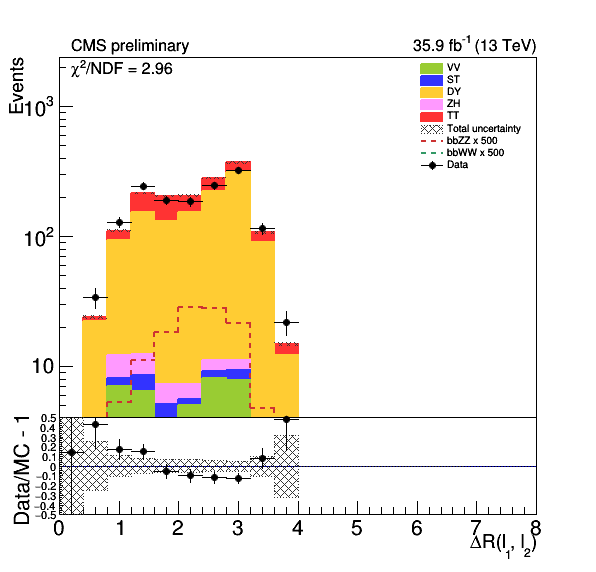 CMS preliminary
35.9 fb⁻¹ (13 TeV)
χ²/NDF = 2.96
Events
10³
10²
10
VV
ST
DY
ZH
TT
Total uncertainty
bbZZ x 500
bbWW x 500
Data
Data/MC - 1
0.5
0.4
0.3
0.2
0.1
0
−0.1
−0.2
−0.3
−0.4
−0.5
0 1 2 3 4 5 6 7 8
ΔR(l₁, l₂)